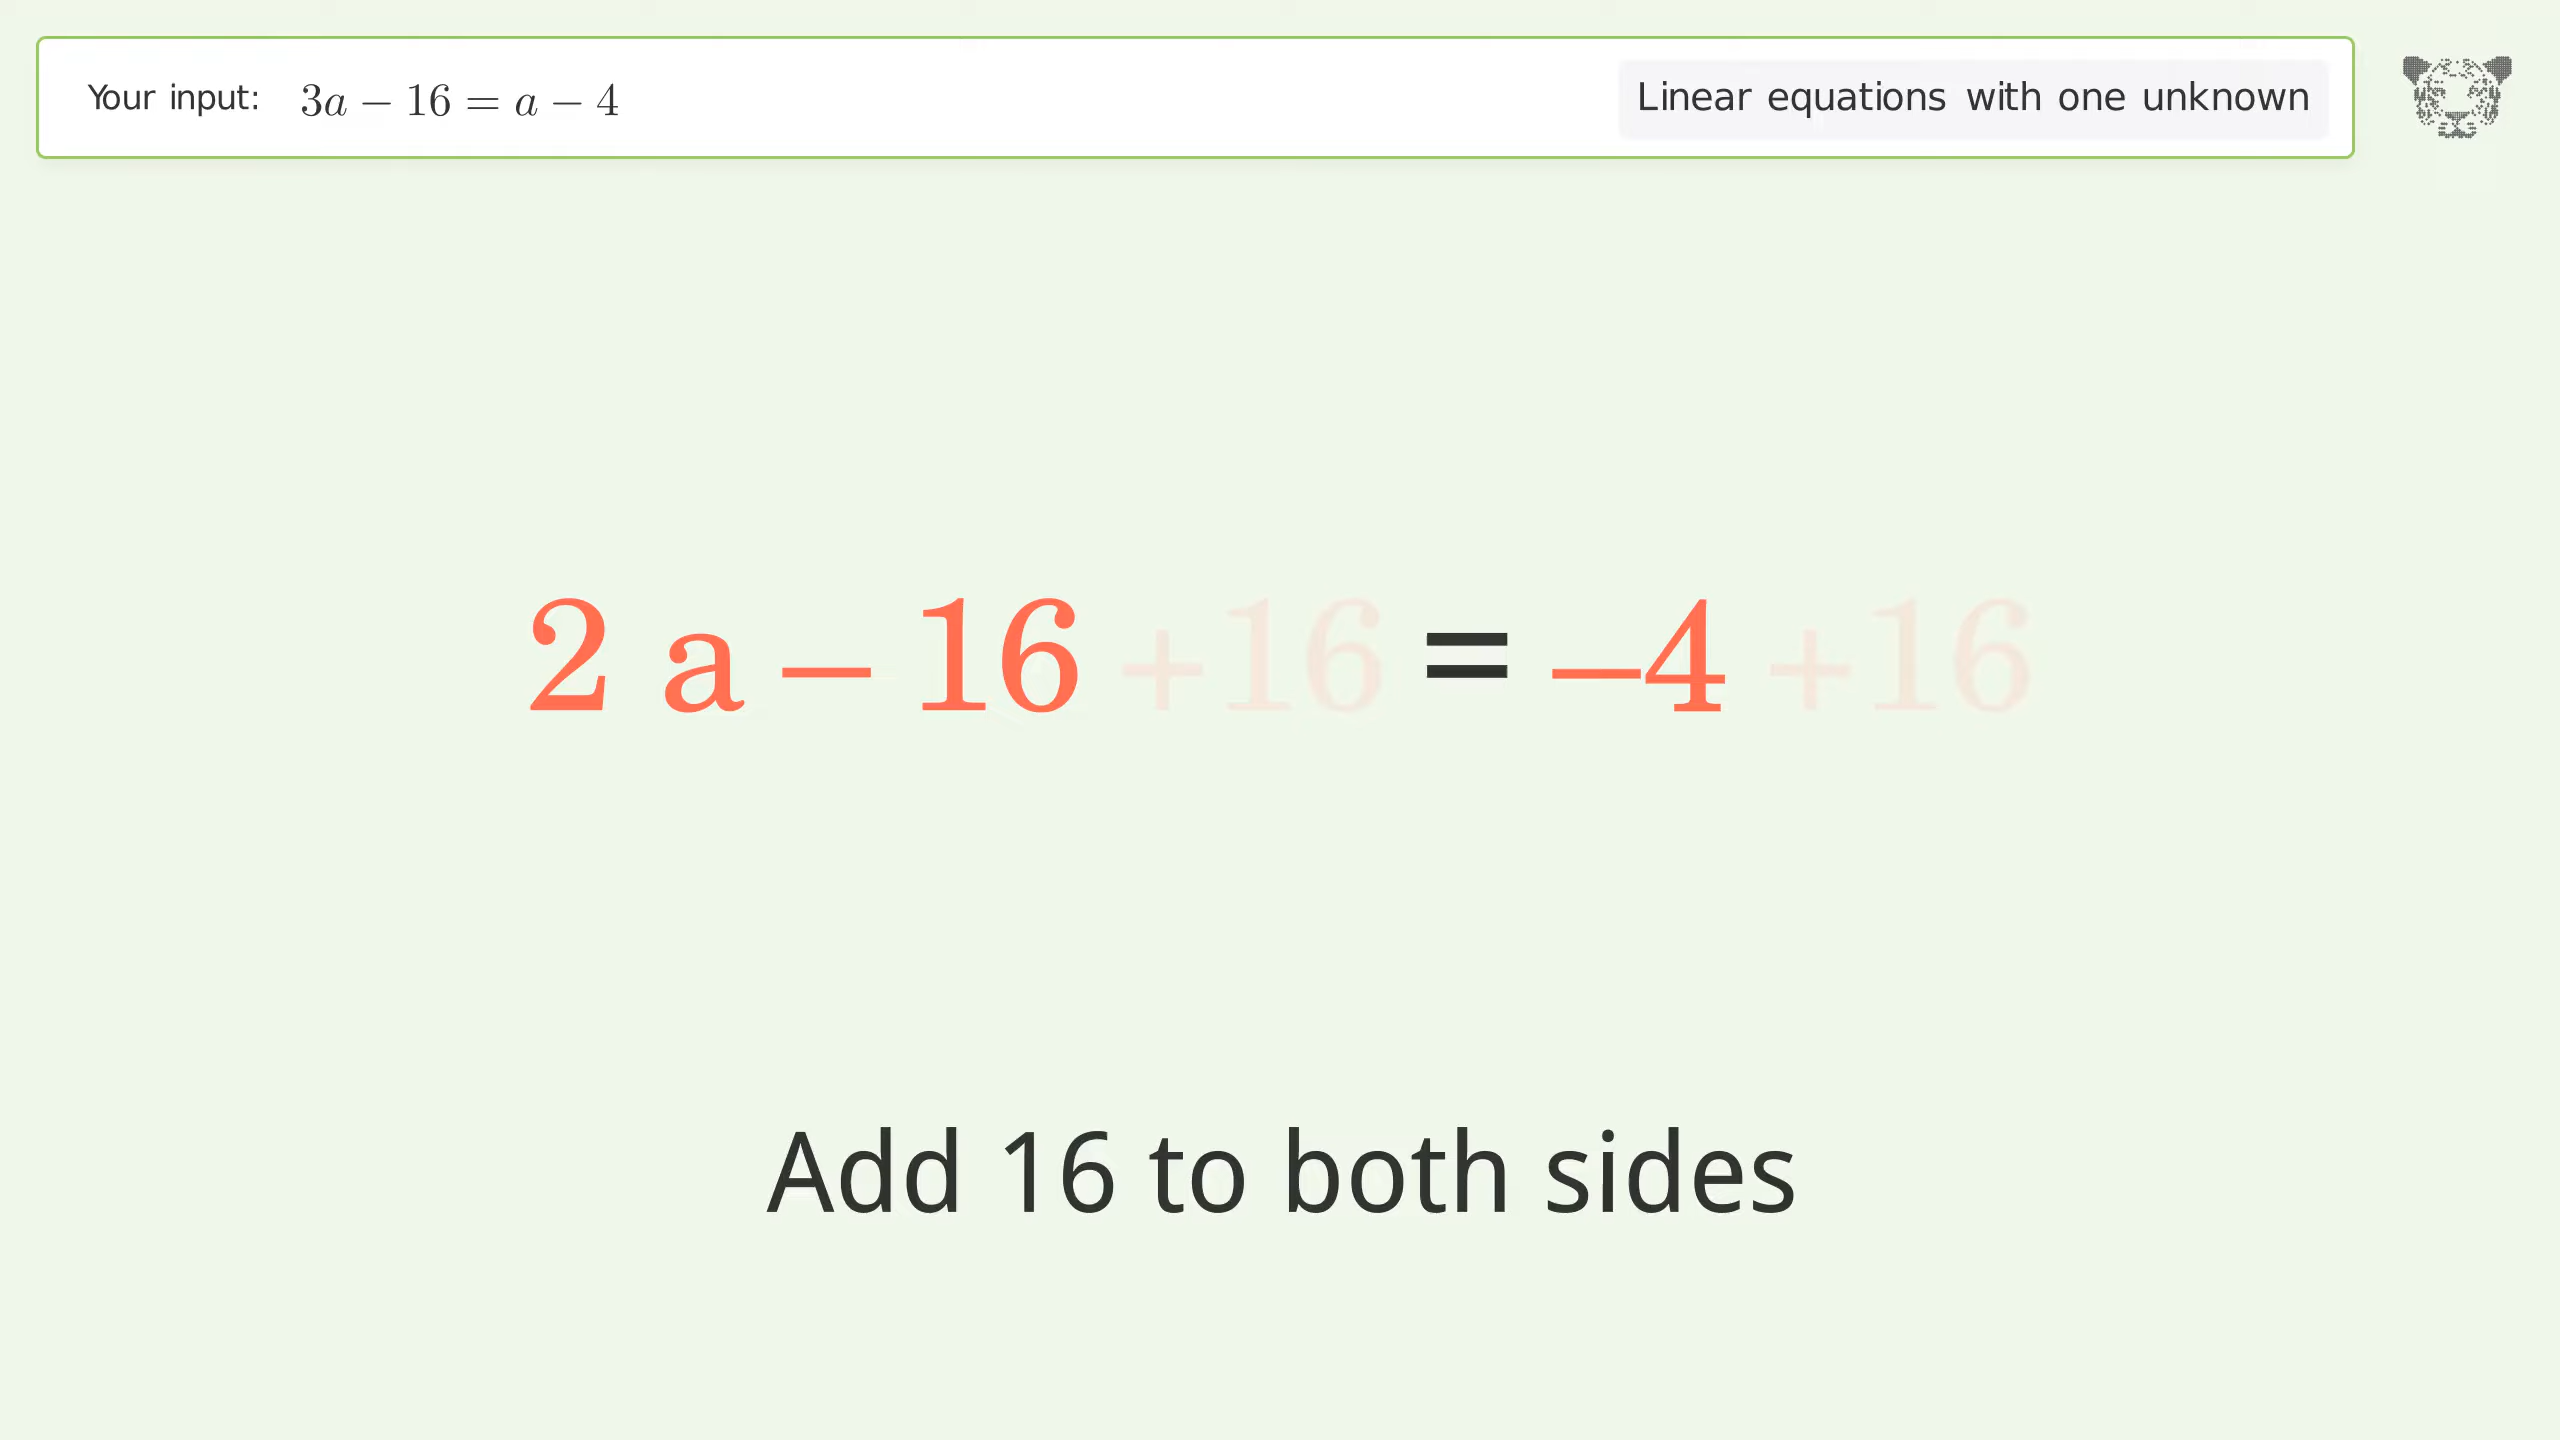 Your input: 3a − 16 = a − 4
Linear equations with one unknown
2 a − 16 +16 = −4 +16
Add 16 to both sides